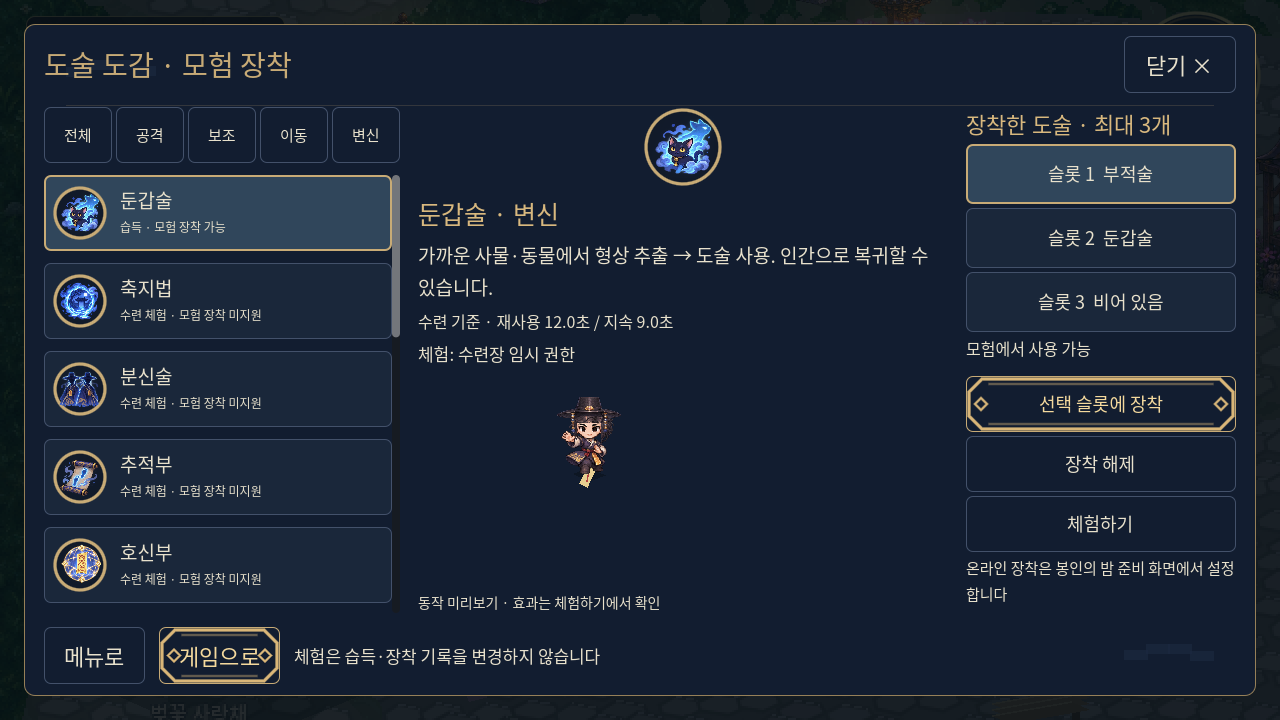 도술 도감 · 모험 장착
닫기 ×
전체
공격
보조
이동
변신
둔갑술
습득 · 모험 장착 가능
축지법
수련 체험 · 모험 장착 미지원
분신술
수련 체험 · 모험 장착 미지원
추적부
수련 체험 · 모험 장착 미지원
호신부
수련 체험 · 모험 장착 미지원
둔갑술 · 변신
가까운 사물·동물에서 형상 추출 → 도술 사용. 인간으로 복귀할 수
있습니다.
수련 기준 · 재사용 12.0초 / 지속 9.0초
체험: 수련장 임시 권한
동작 미리보기 · 효과는 체험하기에서 확인
장착한 도술 · 최대 3개
슬롯 1 부적술
슬롯 2 둔갑술
슬롯 3 비어 있음
모험에서 사용 가능
선택 슬롯에 장착
장착 해제
체험하기
온라인 장착은 봉인의 밤 준비 화면에서 설정
합니다
메뉴로
게임으로
체험은 습득·장착 기록을 변경하지 않습니다